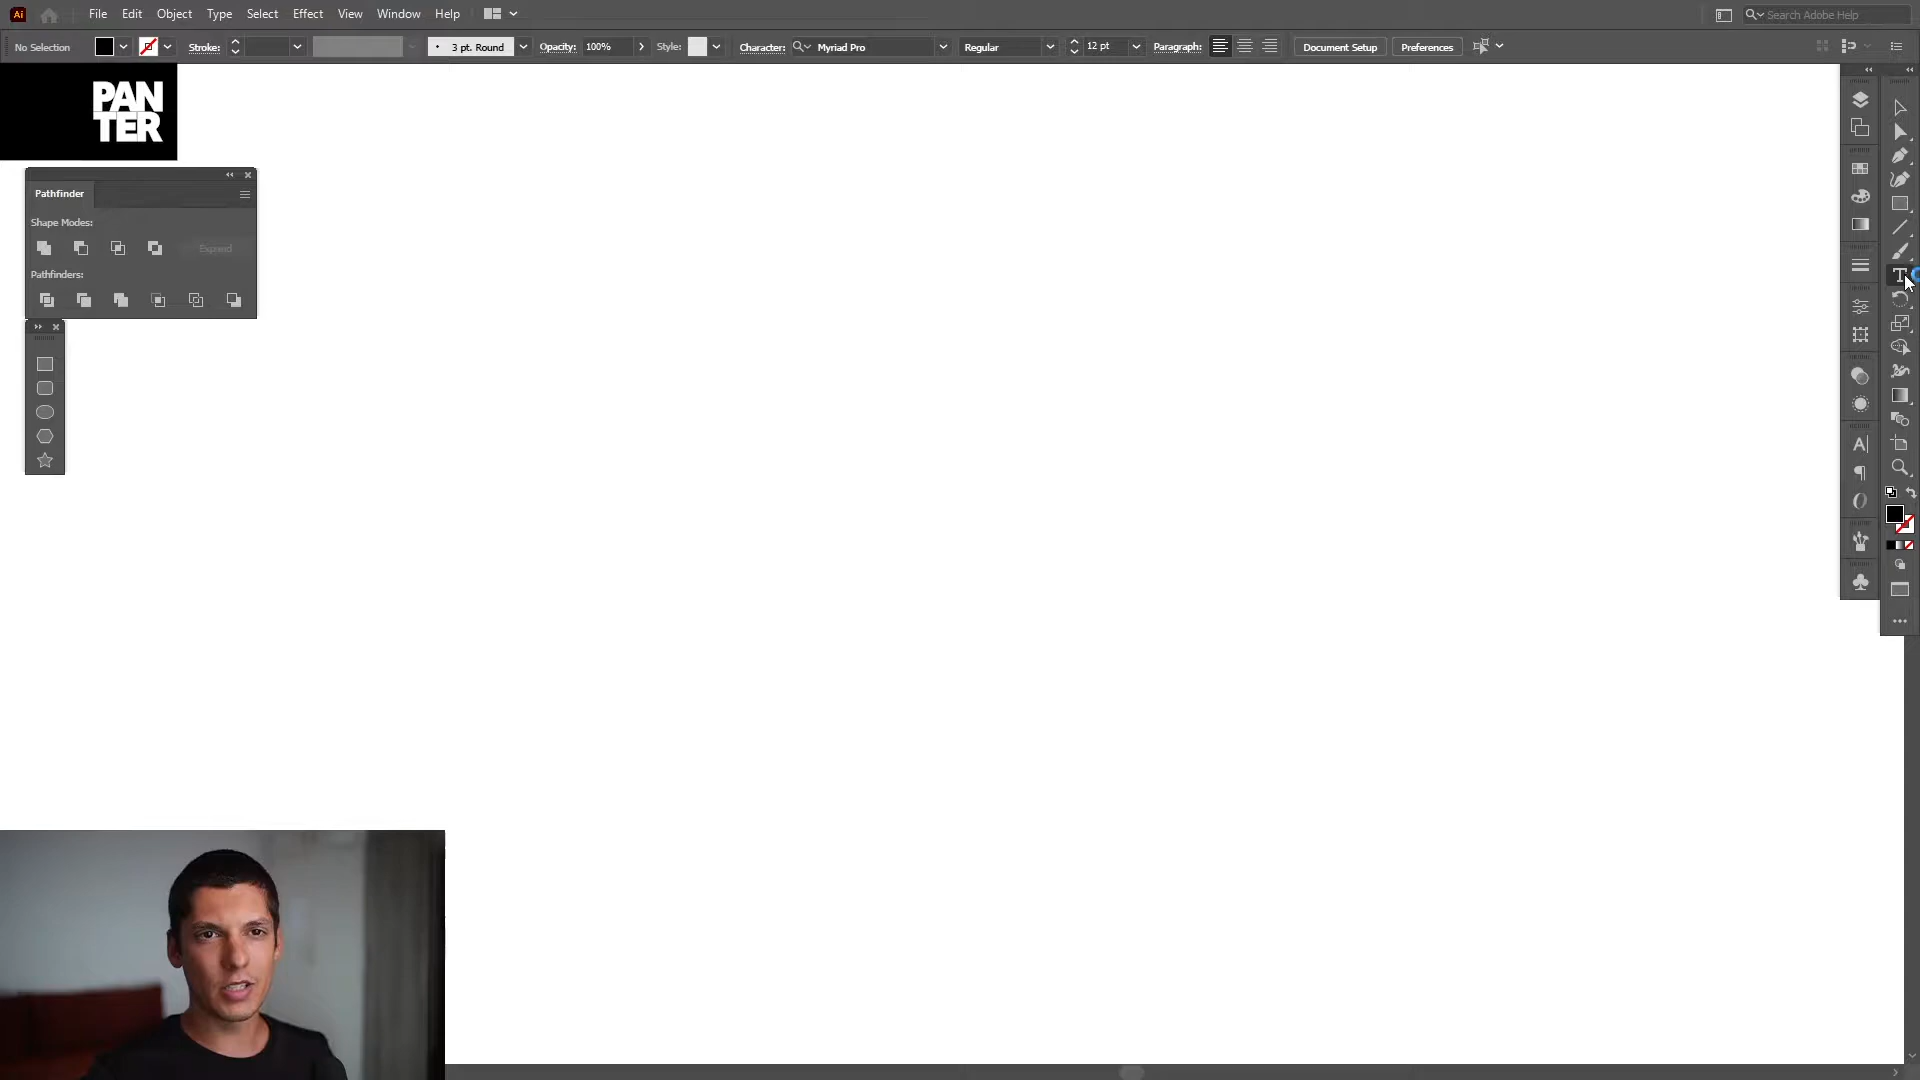 Ai File Edit Object Type Select Effect View Window Help Search Adobe Help
No Selection Stroke: 3 pt. Round Opacity: 100% Style: Character: Myriad Pro Regular 12 pt Paragraph: Document Setup Preferences
PAN
TER
Pathfinder
Shape Modes:
Expand
Pathfinders: